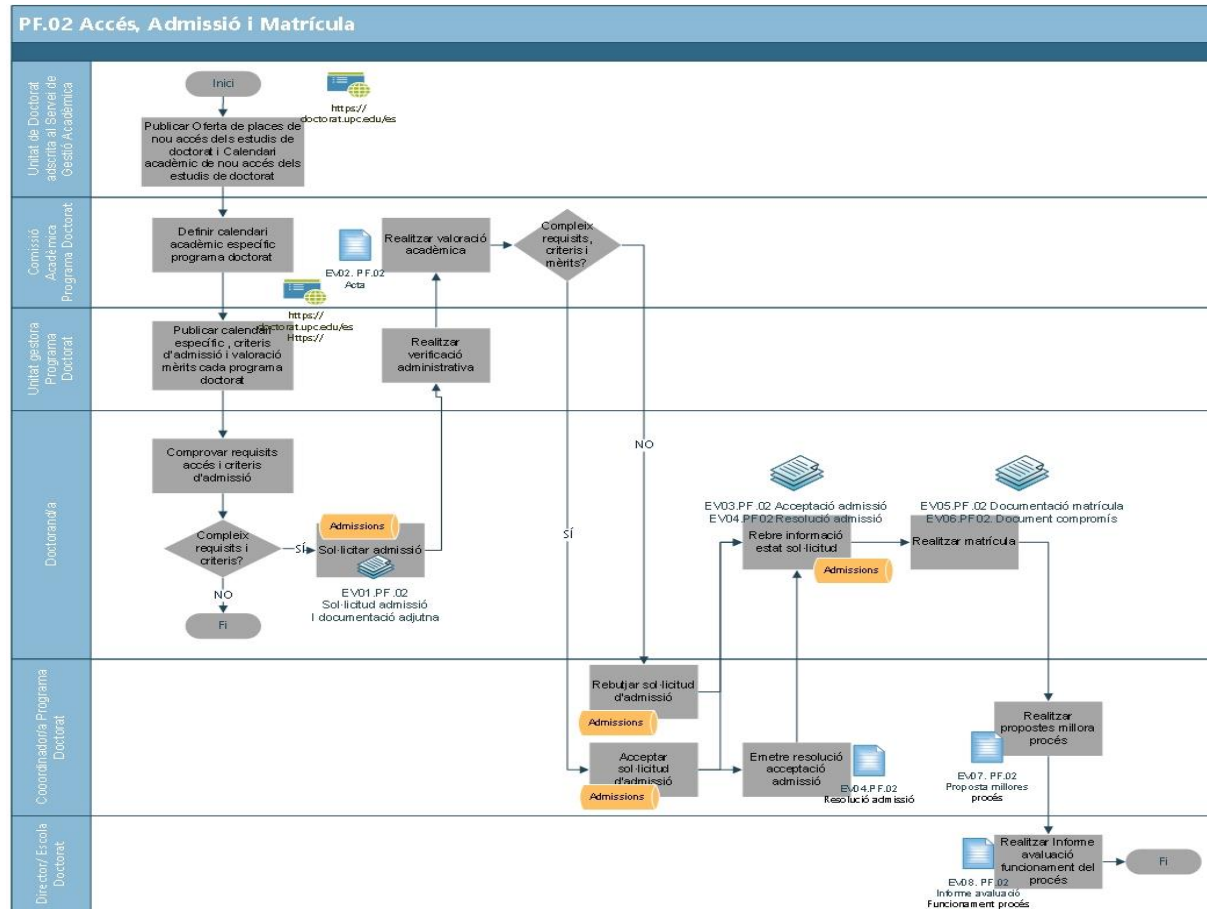 PF.02 Accés, Admissió i Matrícula
Unitat de Doctorat
adscrita al Servei de
Gestió Acadèmica
Inici
https://
doctorat.upc.edu/es
Publicar Oferta de places de
nou accés dels estudis de
doctorat i Calendari
acadèmic de nou accés dels
estudis de doctorat
Comissió
Acadèmica
Programa Doctorat
Definir calendari
acadèmic específic
programa doctorat
EV02. PF.02
Acta
Realitzar valoració
acadèmica
Compleix
requisits,
criteris i
mèrits?
https://
doctorat.upc.edu/es
Https://
Unitat gestora
Programa
Doctorat
Publicar calendari
específic , criteris
d'admissió i valoració
mèrits cada programa
doctorat
Realitzar
verificació
administrativa
Doctorand/a
Comprovar requisits
accés i criteris
d'admissió
NO
Compleix
requisits i
criteris?
SÍ
Admissions
Sol·licitar admissió
EV01.PF.02
Sol·licitud admissió
I documentació adjutna
NO
Fi
SÍ
EV03.PF.02 Acceptació admissió
EV04.PF02 Resolució admissió
Rebre informació
estat sol·licitud
Admissions
EV05.PF.02 Documentació matrícula
EV06.PF02. Document compromís
Realitzar matrícula
Cooordinador/a Programa
Doctorat
Rebutjar sol·licitud
d'admissió
Admissions
Acceptar
sol·licitud
d'admissió
Admissions
Emetre resolució
acceptació
admissió
EV04.PF.02
Resolució admissió
Realitzar
propostes millora
procés
EV07. PF.02
Proposta millores
procés
Director/ Escola
Doctorat
Realitzar Informe
avaluació
funcionament del
procés
EV08. PF.02
Informe avaluació
Funcionament procés
Fi